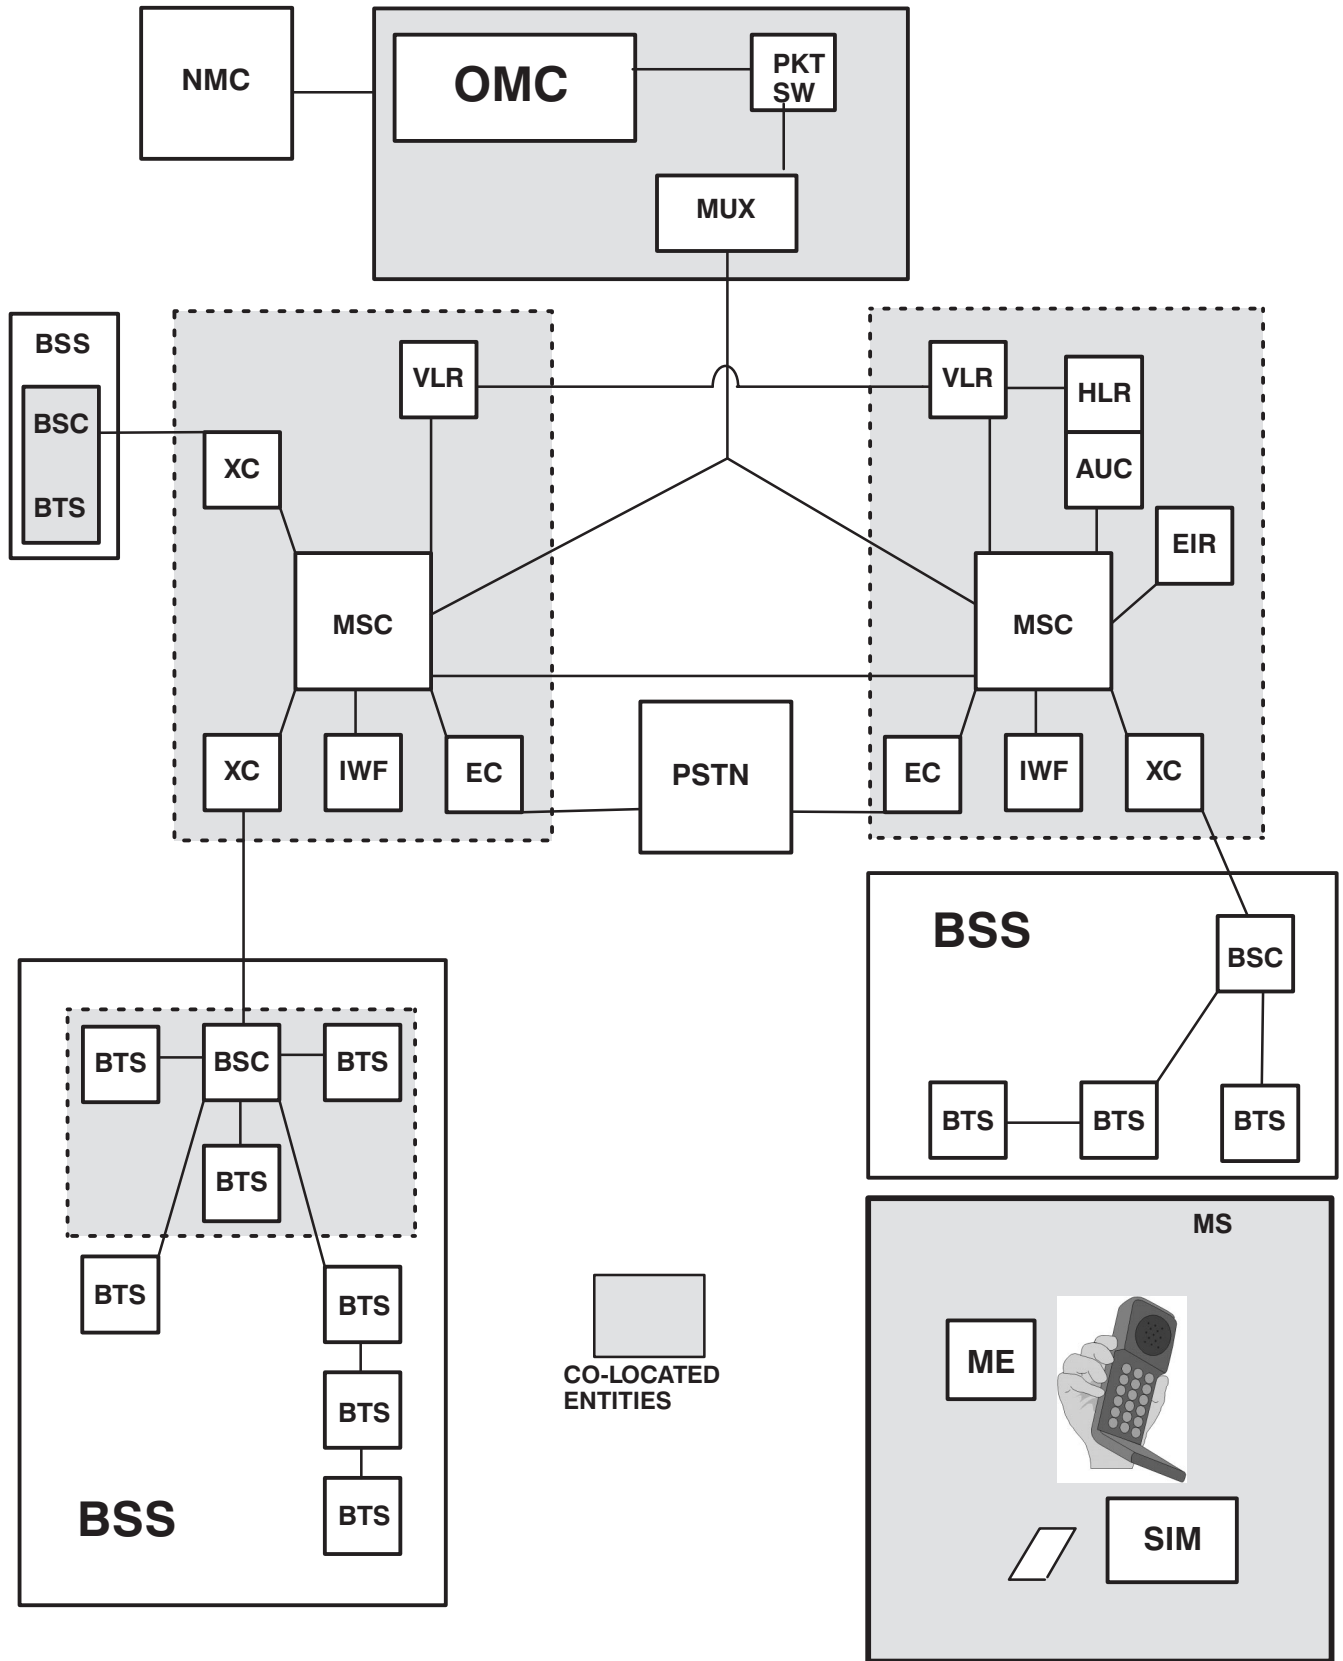 NMC
OMC
PKT
SW
MUX
BSS
BSC
BTS
XC
VLR
MSC
XC
IWF
EC
PSTN
VLR
HLR
AUC
EIR
MSC
EC
IWF
XC
BSS
BSC
BTS
BTS
BTS
BTS
BSC
BTS
BTS
BTS
BTS
BTS
BTS
BSS
CO-LOCATED
ENTITIES
MS
ME
SIM